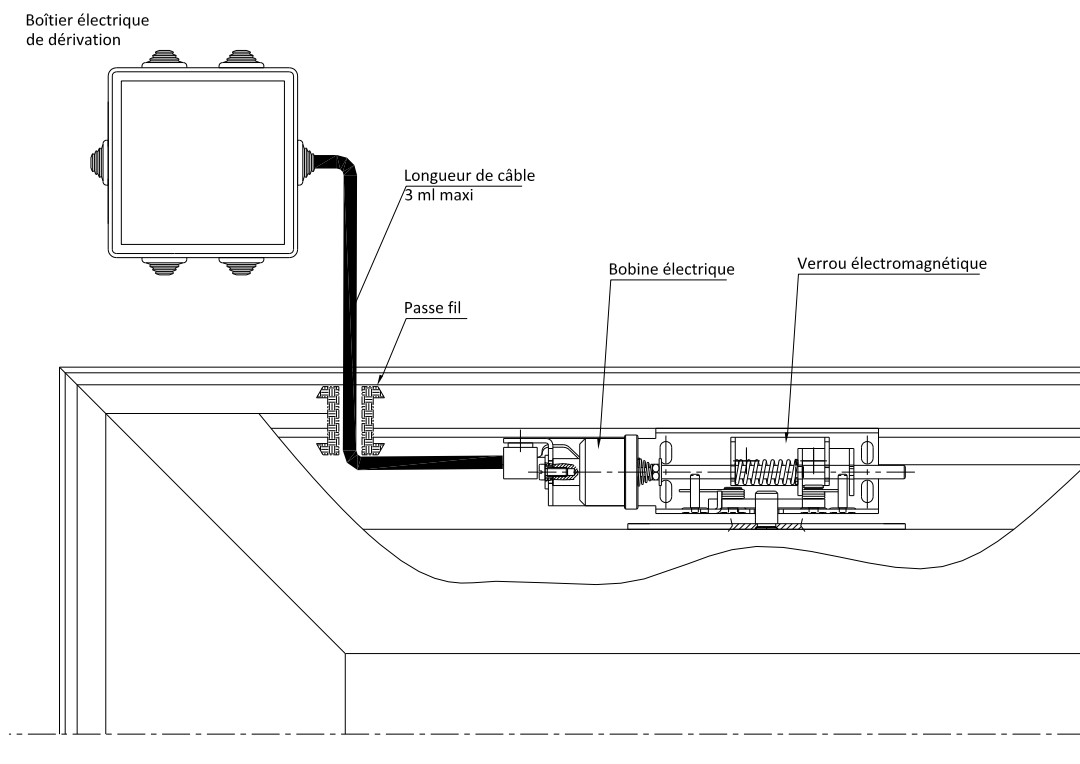 Boîtier électrique
de dérivation
Longueur de câble
3 ml maxi
Bobine électrique
Verrou électromagnétique
Passe fil